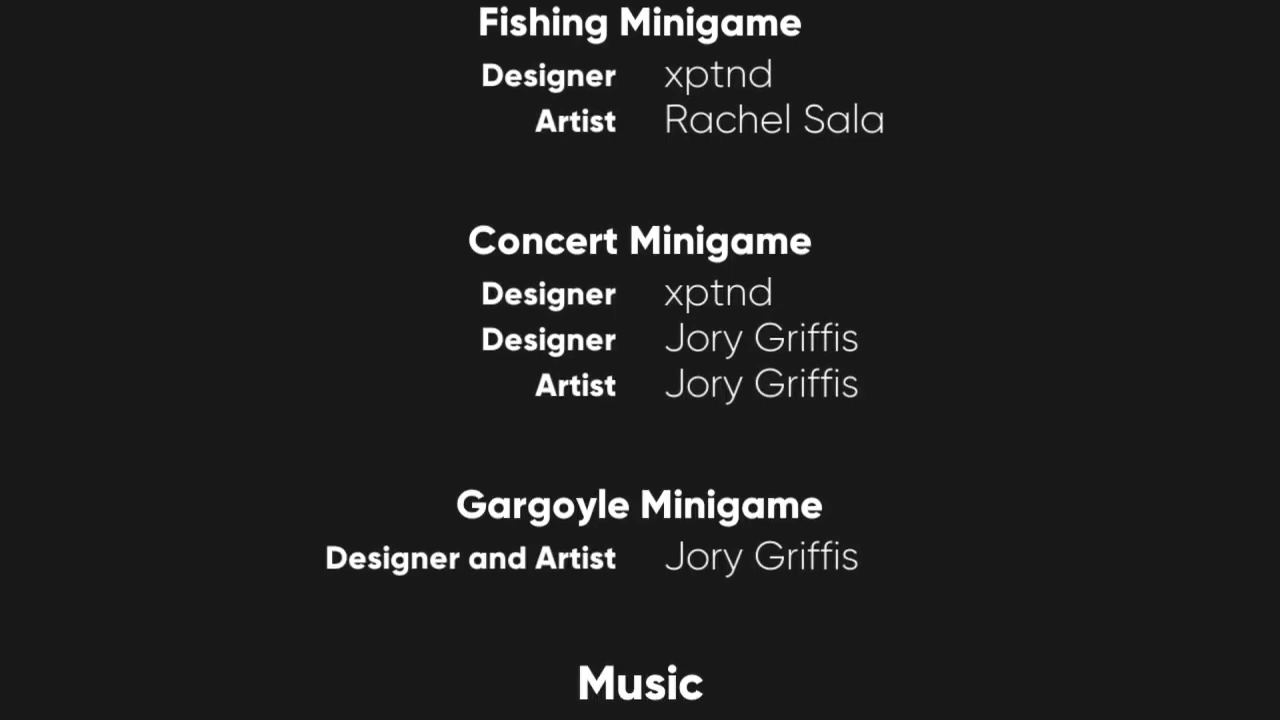 Fishing Minigame
Designer xptnd
Artist Rachel Sala
Concert Minigame
Designer xptnd
Designer Jory Griffis
Artist Jory Griffis
Gargoyle Minigame
Designer and Artist Jory Griffis
Music